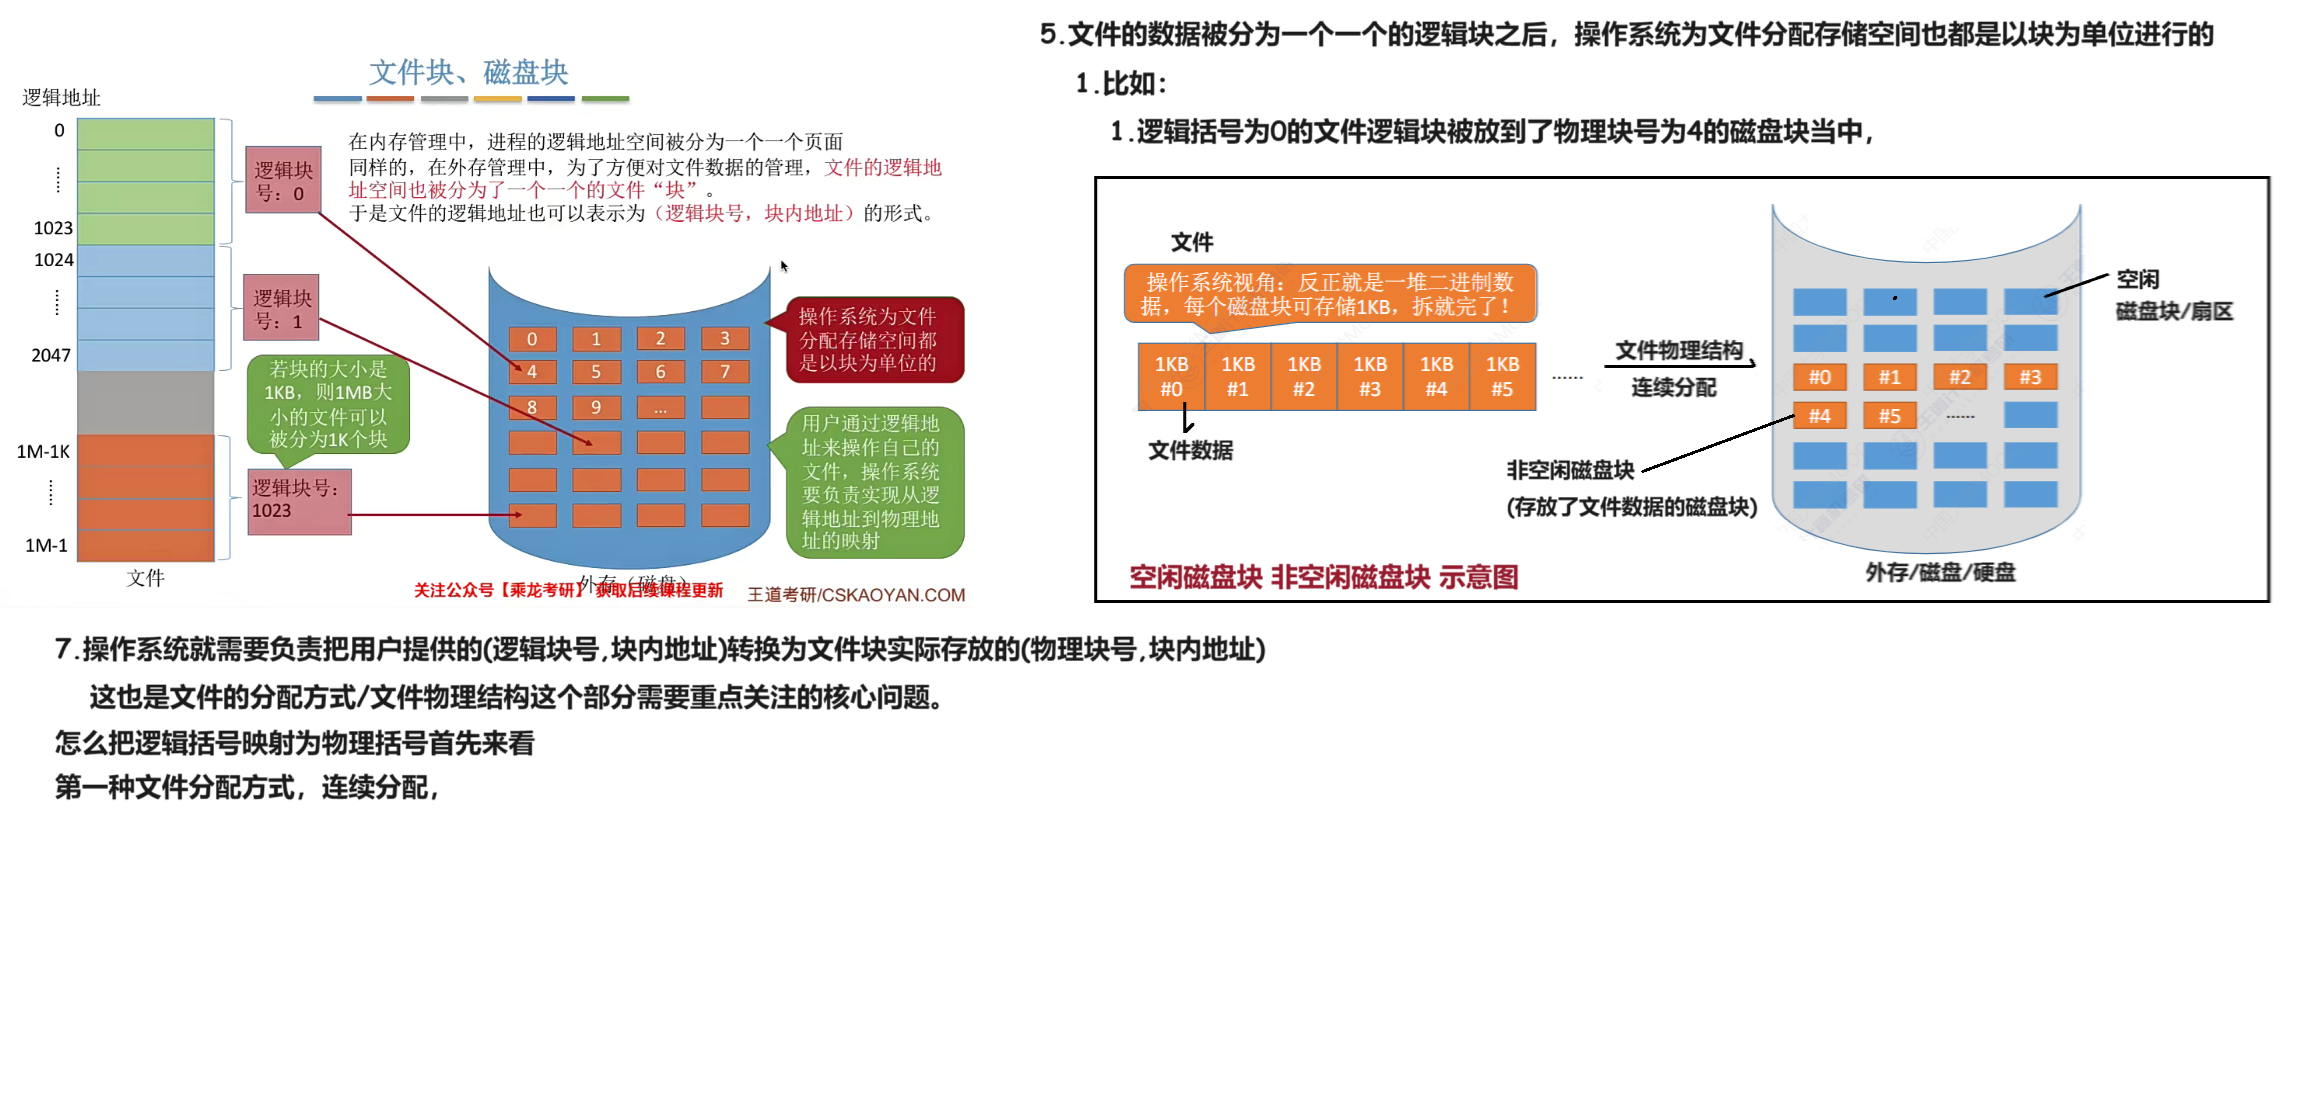 文件块、磁盘块
逻辑地址
0
1023
1024
2047
1M-1K
1M-1
文件
逻辑块
号：0
逻辑块
号：1
若块的大小是
1KB，则1MB大
小的文件可以
被分为1K个块
逻辑块号：
1023
在内存管理中，进程的逻辑地址空间被分为一个一个页面
同样的，在外存管理中，为了方便对文件数据的管理，文件的逻辑地
址空间也被分为了一个一个的文件“块”。
于是文件的逻辑地址也可以表示为（逻辑块号，块内地址）的形式。
0 1 2 3
4 5 6 7
8 9 ...
操作系统为文件
分配存储空间都
是以块为单位的
用户通过逻辑地
址来操作自己的
文件，操作系统
要负责实现从逻
辑地址到物理地
址的映射
外存（磁盘）
关注公众号【乘龙考研】获取后续课程更新
王道考研/CSKAOYAN.COM
5.文件的数据被分为一个一个的逻辑块之后，操作系统为文件分配存储空间也都是以块为单位进行的
1.比如：
1.逻辑括号为0的文件逻辑块被放到了物理块号为4的磁盘块当中，
文件
操作系统视角：反正就是一堆二进制数
据，每个磁盘块可存储1KB，拆就完了！
1KB 1KB 1KB 1KB 1KB 1KB
#0 #1 #2 #3 #4 #5 ......
文件数据
文件物理结构
连续分配
空闲
磁盘块/扇区
#0 #1 #2 #3
#4 #5 ......
非空闲磁盘块
(存放了文件数据的磁盘块)
空闲磁盘块 非空闲磁盘块 示意图
外存/磁盘/硬盘
7.操作系统就需要负责把用户提供的(逻辑块号,块内地址)转换为文件块实际存放的(物理块号,块内地址)
这也是文件的分配方式/文件物理结构这个部分需要重点关注的核心问题。
怎么把逻辑括号映射为物理括号首先来看
第一种文件分配方式，连续分配，